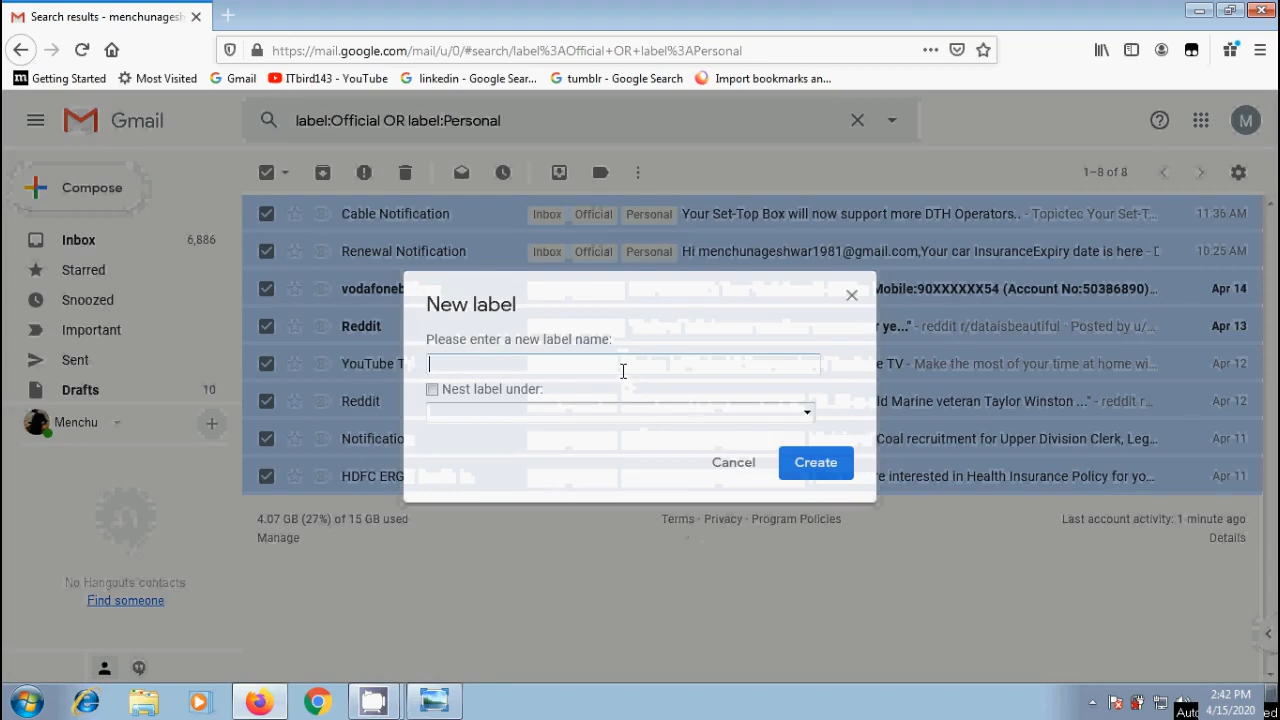 Search results - menchunagesh
https://mail.google.com/mail/u/0/#search/label%3AOfficial+OR+label%3APersonal
Getting Started Most Visited Gmail ITbird143 - YouTube linkedin - Google Sear... tumblr - Google Search Import bookmarks an...
Gmail
label:Official OR label:Personal
M
Compose
1–8 of 8
Inbox 6,886
Starred
Snoozed
Important
Sent
Drafts 10
Menchu
Cable Notification Inbox Official Personal Your Set-Top Box will now support more DTH Operators.. - Topictec Your Set-T... 11:36 AM
Renewal Notification Inbox Official Personal Hi menchunageshwar1981@gmail.com,Your car InsuranceExpiry date is here - 10:25 AM
Mobile:90XXXXXX54 (Account No:50386890)... Apr 14
Reddit ye..." - reddit r/dataisbeautiful · Posted by u/... Apr 13
YouTube T TV - Make the most of your time at home wi... Apr 12
Reddit Marine veteran Taylor Winston ..." - reddit r... Apr 12
Notificatio Coal recruitment for Upper Division Clerk, Leg... Apr 11
HDFC ERG interested in Health Insurance Policy for yo... Apr 11
New label
Please enter a new label name:
Nest label under:
Cancel Create
4.07 GB (27%) of 15 GB used
Manage
Terms · Privacy · Program Policies
Last account activity: 1 minute ago
Details
No Hangouts contacts
Find someone
2:42 PM
4/15/2020